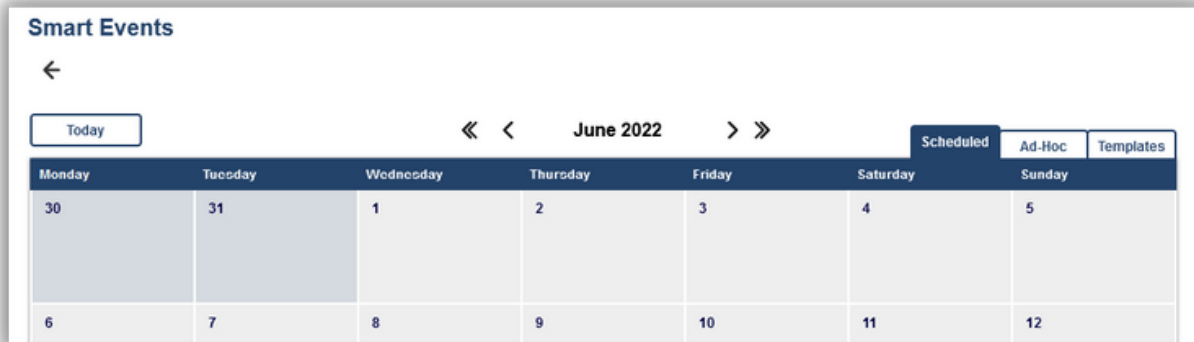 Smart Events
Today
June 2022
Scheduled Ad-Hoc Templates
Monday Tuesday Wednesday Thursday Friday Saturday Sunday
30 31 1 2 3 4 5
6 7 8 9 10 11 12